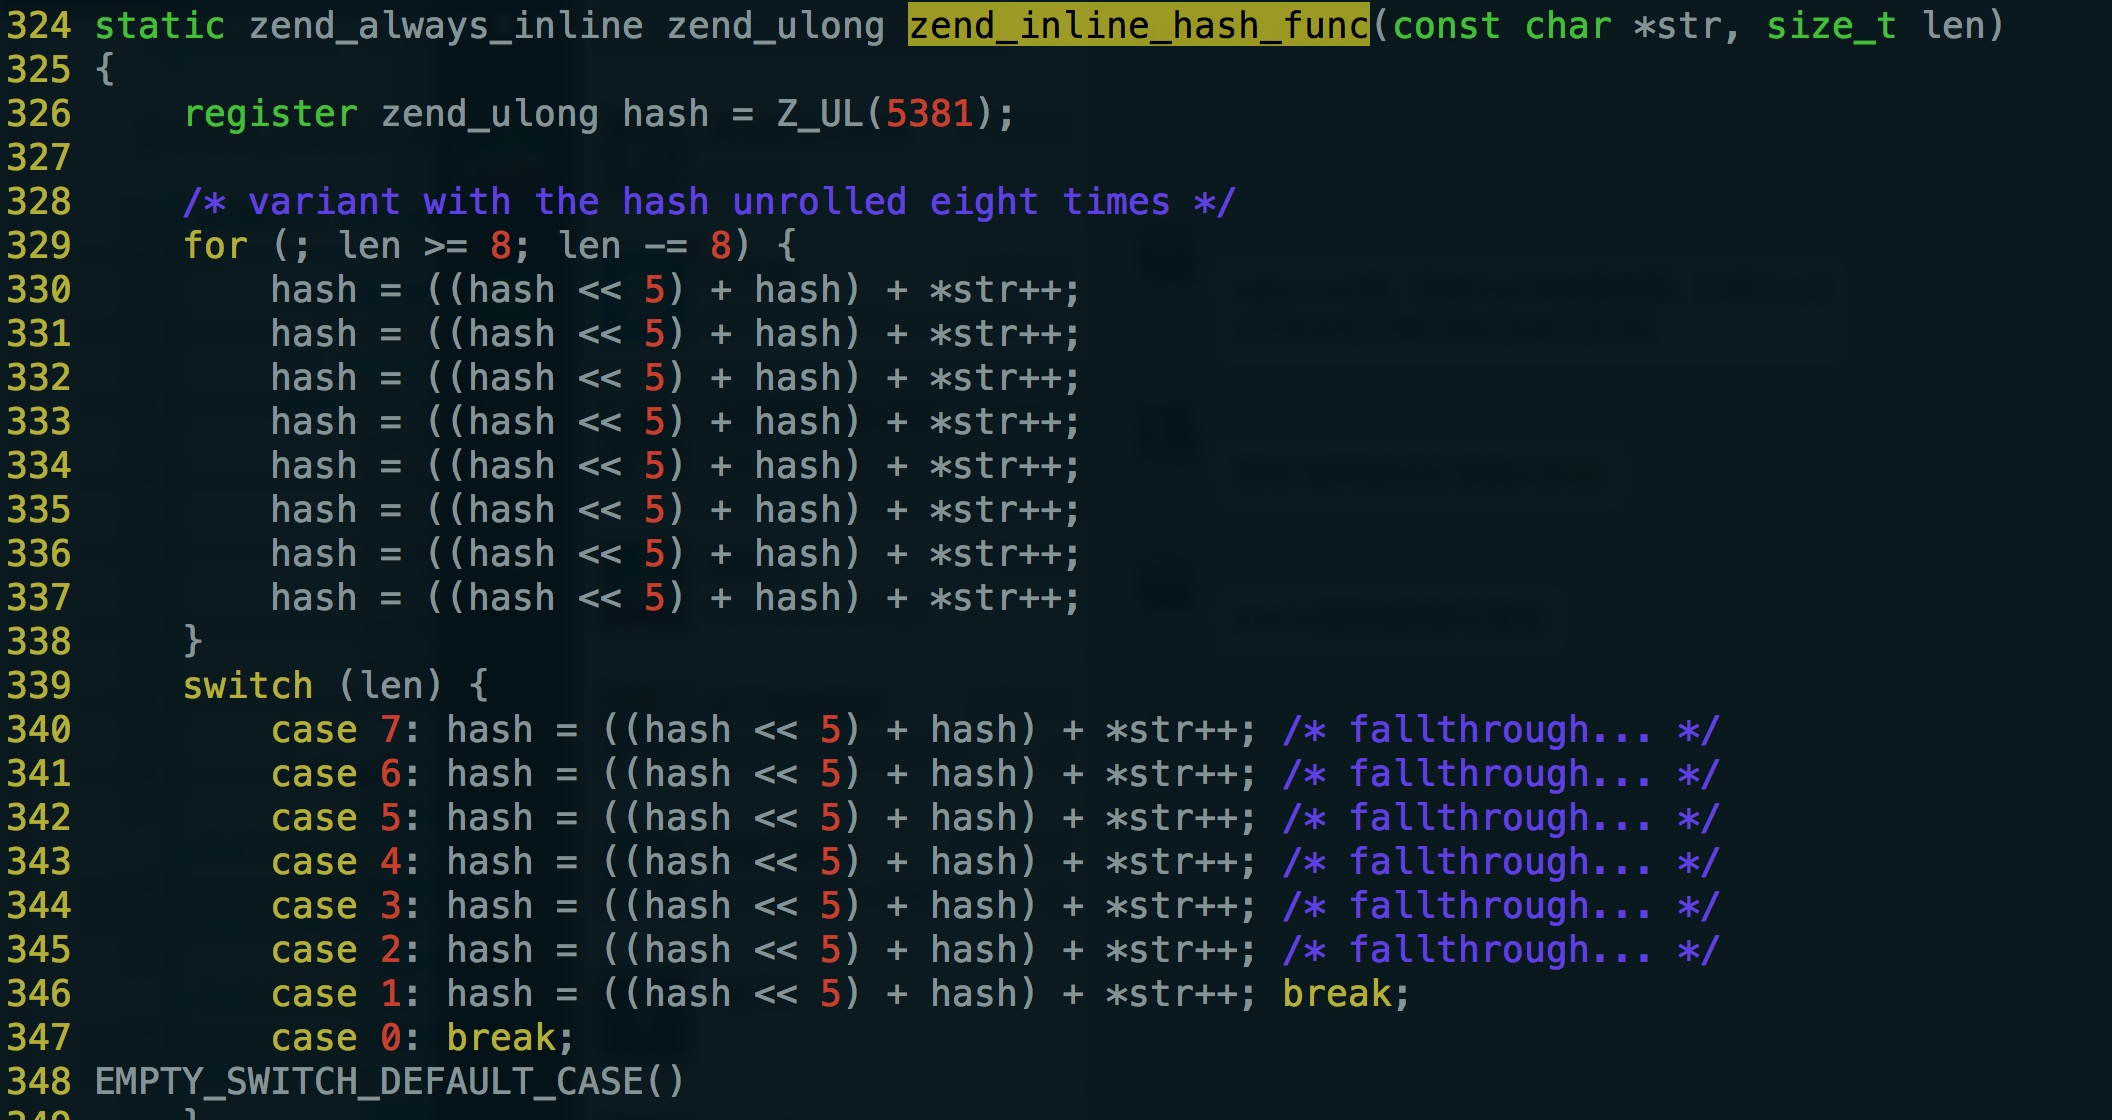 324 static zend_always_inline zend_ulong zend_inline_hash_func(const char *str, size_t len)
325 {
326     register zend_ulong hash = Z_UL(5381);
327
328     /* variant with the hash unrolled eight times */
329     for (; len >= 8; len -= 8) {
330         hash = ((hash << 5) + hash) + *str++;
331         hash = ((hash << 5) + hash) + *str++;
332         hash = ((hash << 5) + hash) + *str++;
333         hash = ((hash << 5) + hash) + *str++;
334         hash = ((hash << 5) + hash) + *str++;
335         hash = ((hash << 5) + hash) + *str++;
336         hash = ((hash << 5) + hash) + *str++;
337         hash = ((hash << 5) + hash) + *str++;
338     }
339     switch (len) {
340         case 7: hash = ((hash << 5) + hash) + *str++; /* fallthrough... */
341         case 6: hash = ((hash << 5) + hash) + *str++; /* fallthrough... */
342         case 5: hash = ((hash << 5) + hash) + *str++; /* fallthrough... */
343         case 4: hash = ((hash << 5) + hash) + *str++; /* fallthrough... */
344         case 3: hash = ((hash << 5) + hash) + *str++; /* fallthrough... */
345         case 2: hash = ((hash << 5) + hash) + *str++; /* fallthrough... */
346         case 1: hash = ((hash << 5) + hash) + *str++; break;
347         case 0: break;
348 EMPTY_SWITCH_DEFAULT_CASE()
349     }